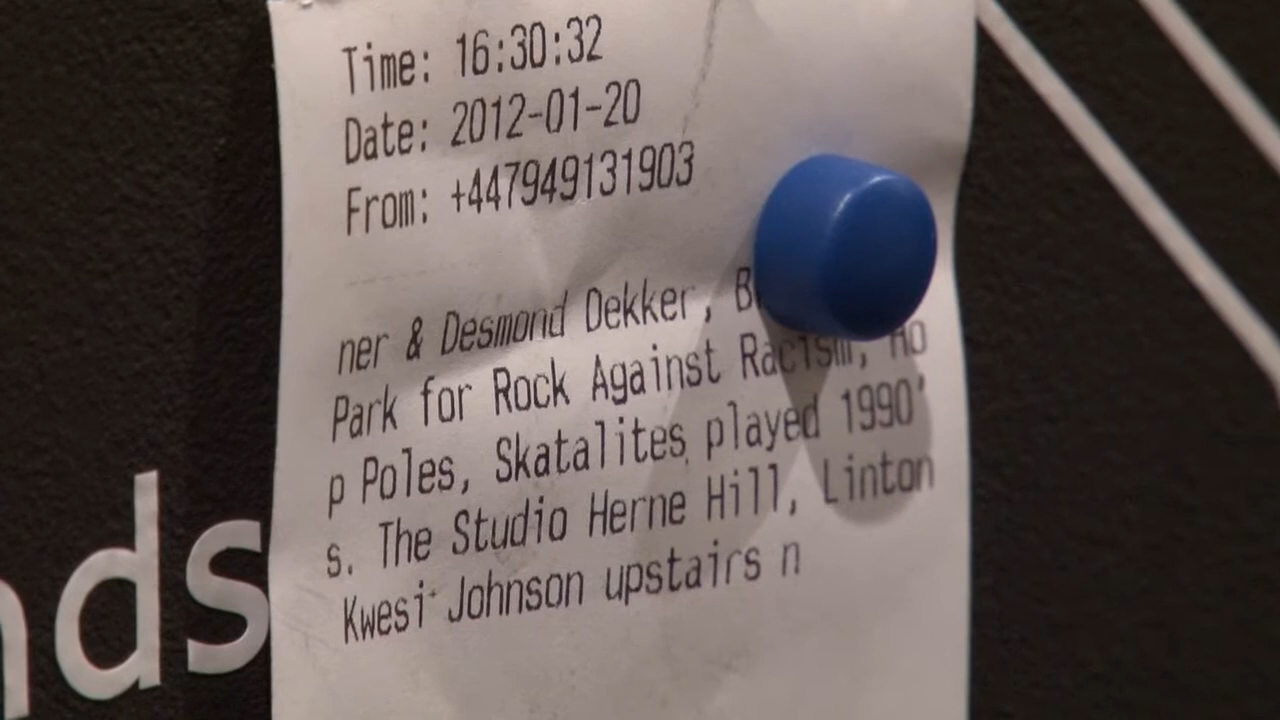 Time: 16:30:32
Date: 2012-01-20
From: +447949131903
ner & Desmond Dekker, B
Park for Rock Against Racism, Ho
p Poles, Skatalites played 1990'
s. The Studio Herne Hill, Linton
Kwesi Johnson upstairs n
nds